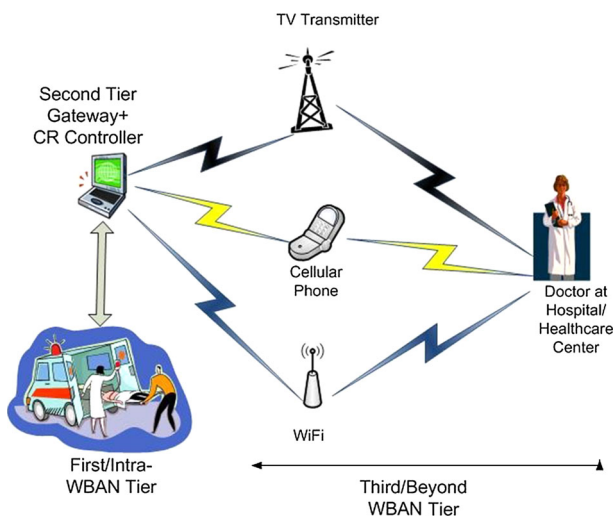 TV Transmitter
Second Tier
Gateway+
CR Controller
Cellular
Phone
Doctor at
Hospital/
Healthcare
Center
WiFi
First/Intra-
WBAN Tier
Third/Beyond
WBAN Tier